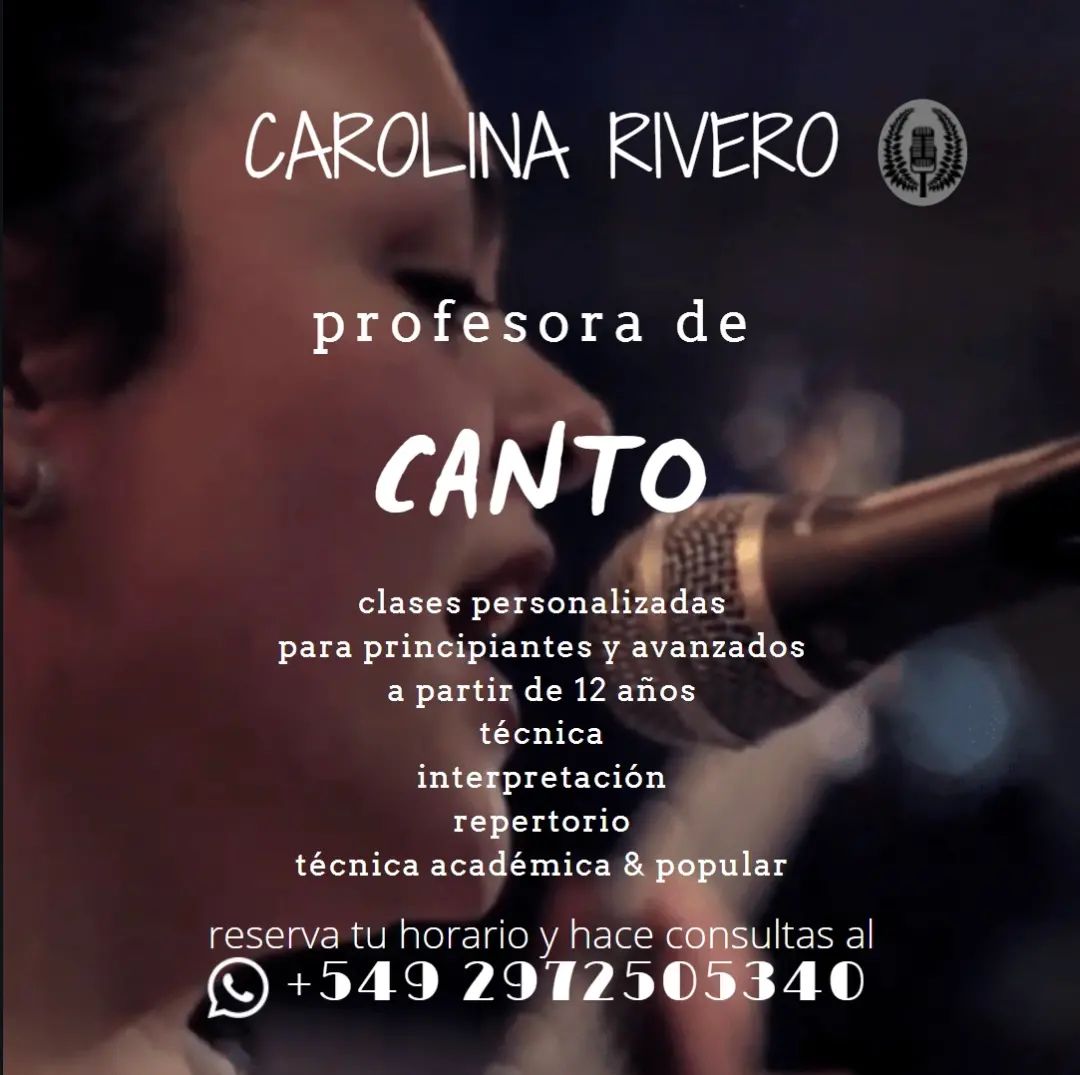 CAROLINA RIVERO
profesora de
CANTO
clases personalizadas
para principiantes y avanzados
a partir de 12 años
técnica
interpretación
repertorio
técnica académica & popular
reserva tu horario y hace consultas al
+549 2972505340